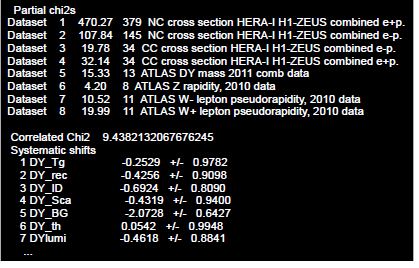 Partial chi2s
Dataset 1 470.27 379 NC cross section HERA-I H1-ZEUS combined e+p.
Dataset 2 107.84 145 NC cross section HERA-I H1-ZEUS combined e-p.
Dataset 3 19.78 34 CC cross section HERA-I H1-ZEUS combined e+p.
Dataset 4 32.14 34 CC cross section HERA-I H1-ZEUS combined e-p.
Dataset 5 15.33 13 ATLAS DY mass 2011 comb data
Dataset 6 4.20 8 ATLAS Z rapidity, 2010 data
Dataset 7 10.52 11 ATLAS W- lepton pseudorapidity, 2010 data
Dataset 8 19.99 11 ATLAS W+ lepton pseudorapidity, 2010 data
Correlated Chi2 9.4382132067676245
Systematic shifts
1 DY_Tg -0.2529 +/- 0.9782
2 DY_rec -0.4256 +/- 0.9098
3 DY_ID -0.6924 +/- 0.8090
4 DY_Sca -0.4319 +/- 0.9400
5 DY_BG -2.0728 +/- 0.6427
6 DY_th 0.0542 +/- 0.9948
7 DYlumi -0.4618 +/- 0.8841
...